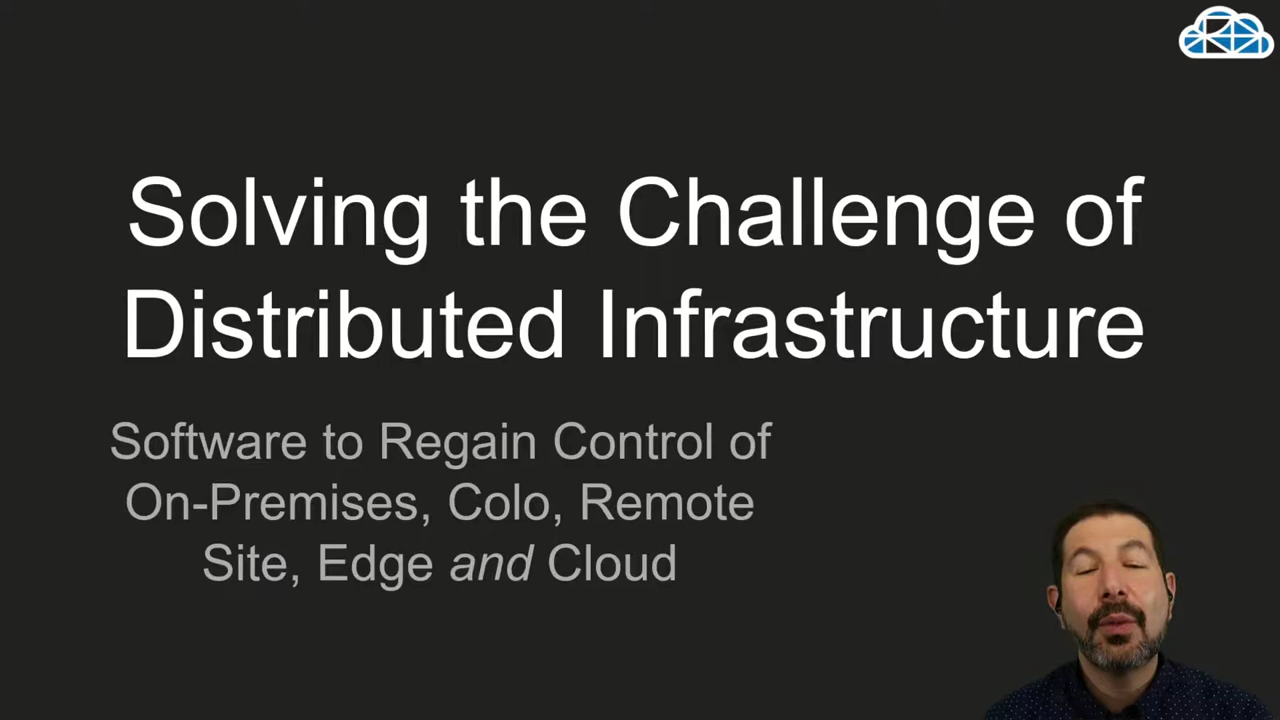 Solving the Challenge of
Distributed Infrastructure
Software to Regain Control of
On-Premises, Colo, Remote
Site, Edge and Cloud